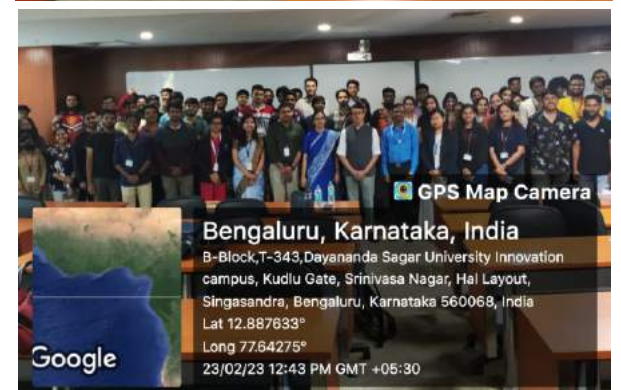 GPS Map Camera
Bengaluru, Karnataka, India
B-Block,T-343,Dayananda Sagar University Innovation
campus, Kudlu Gate, Srinivasa Nagar, Hal Layout,
Singasandra, Bengaluru, Karnataka 560068, India
Lat 12.887633°
Long 77.64275°
23/02/23 12:43 PM GMT +05:30
Google